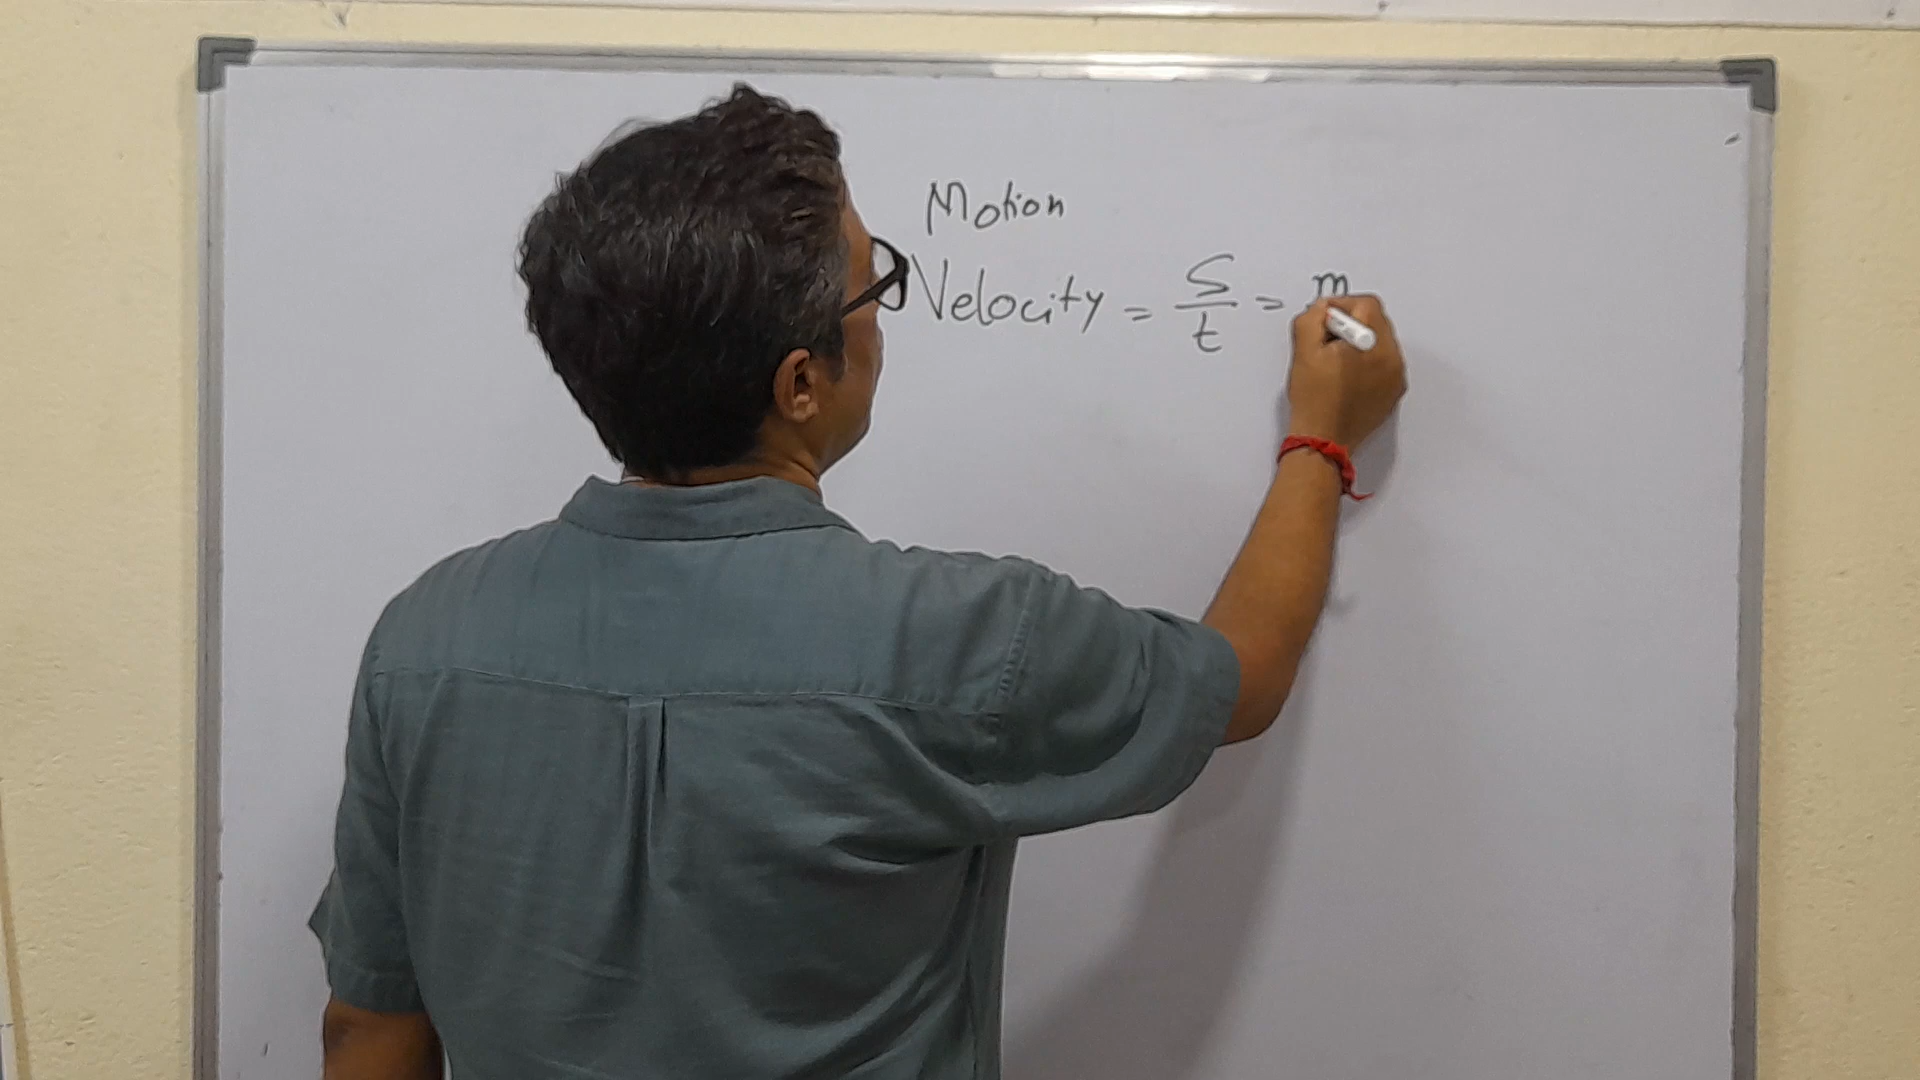 Motion
Velocity = S/t = m